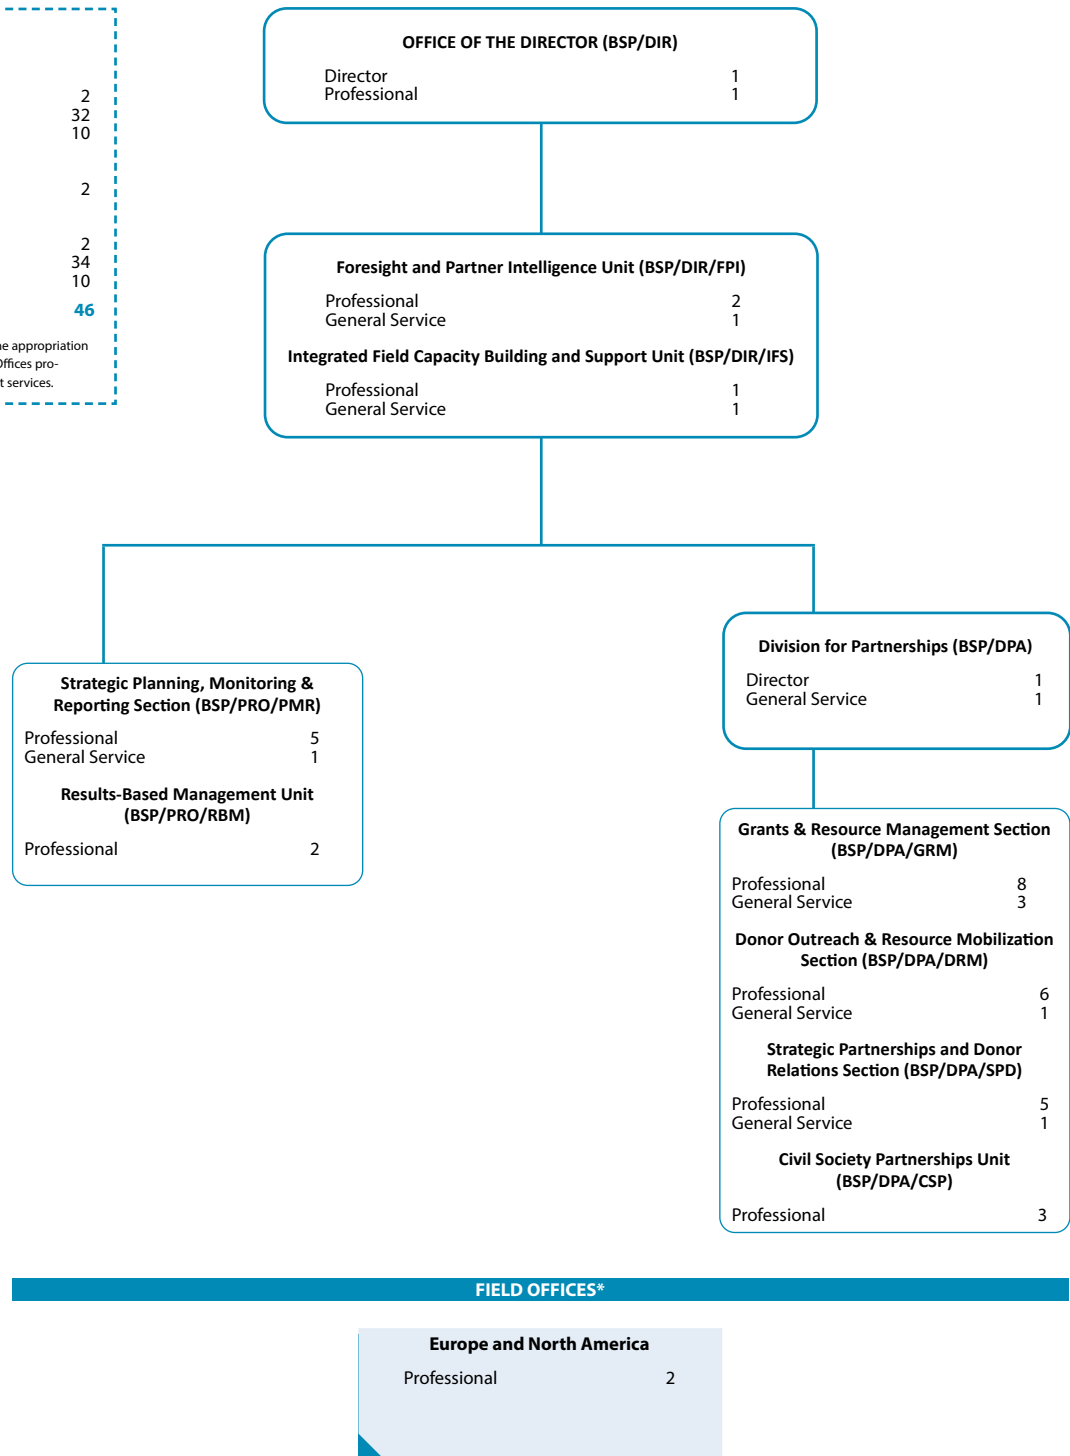 2
32
10
2
2
34
10
46
appropriation
Offices pro-
services.
OFFICE OF THE DIRECTOR (BSP/DIR)
Director 1
Professional 1
Foresight and Partner Intelligence Unit (BSP/DIR/FPI)
Professional 2
General Service 1
Integrated Field Capacity Building and Support Unit (BSP/DIR/IFS)
Professional 1
General Service 1
Strategic Planning, Monitoring &
Reporting Section (BSP/PRO/PMR)
Professional 5
General Service 1
Results-Based Management Unit
(BSP/PRO/RBM)
Professional 2
Division for Partnerships (BSP/DPA)
Director 1
General Service 1
Grants & Resource Management Section
(BSP/DPA/GRM)
Professional 8
General Service 3
Donor Outreach & Resource Mobilization
Section (BSP/DPA/DRM)
Professional 6
General Service 1
Strategic Partnerships and Donor
Relations Section (BSP/DPA/SPD)
Professional 5
General Service 1
Civil Society Partnerships Unit
(BSP/DPA/CSP)
Professional 3
FIELD OFFICES*
Europe and North America
Professional 2